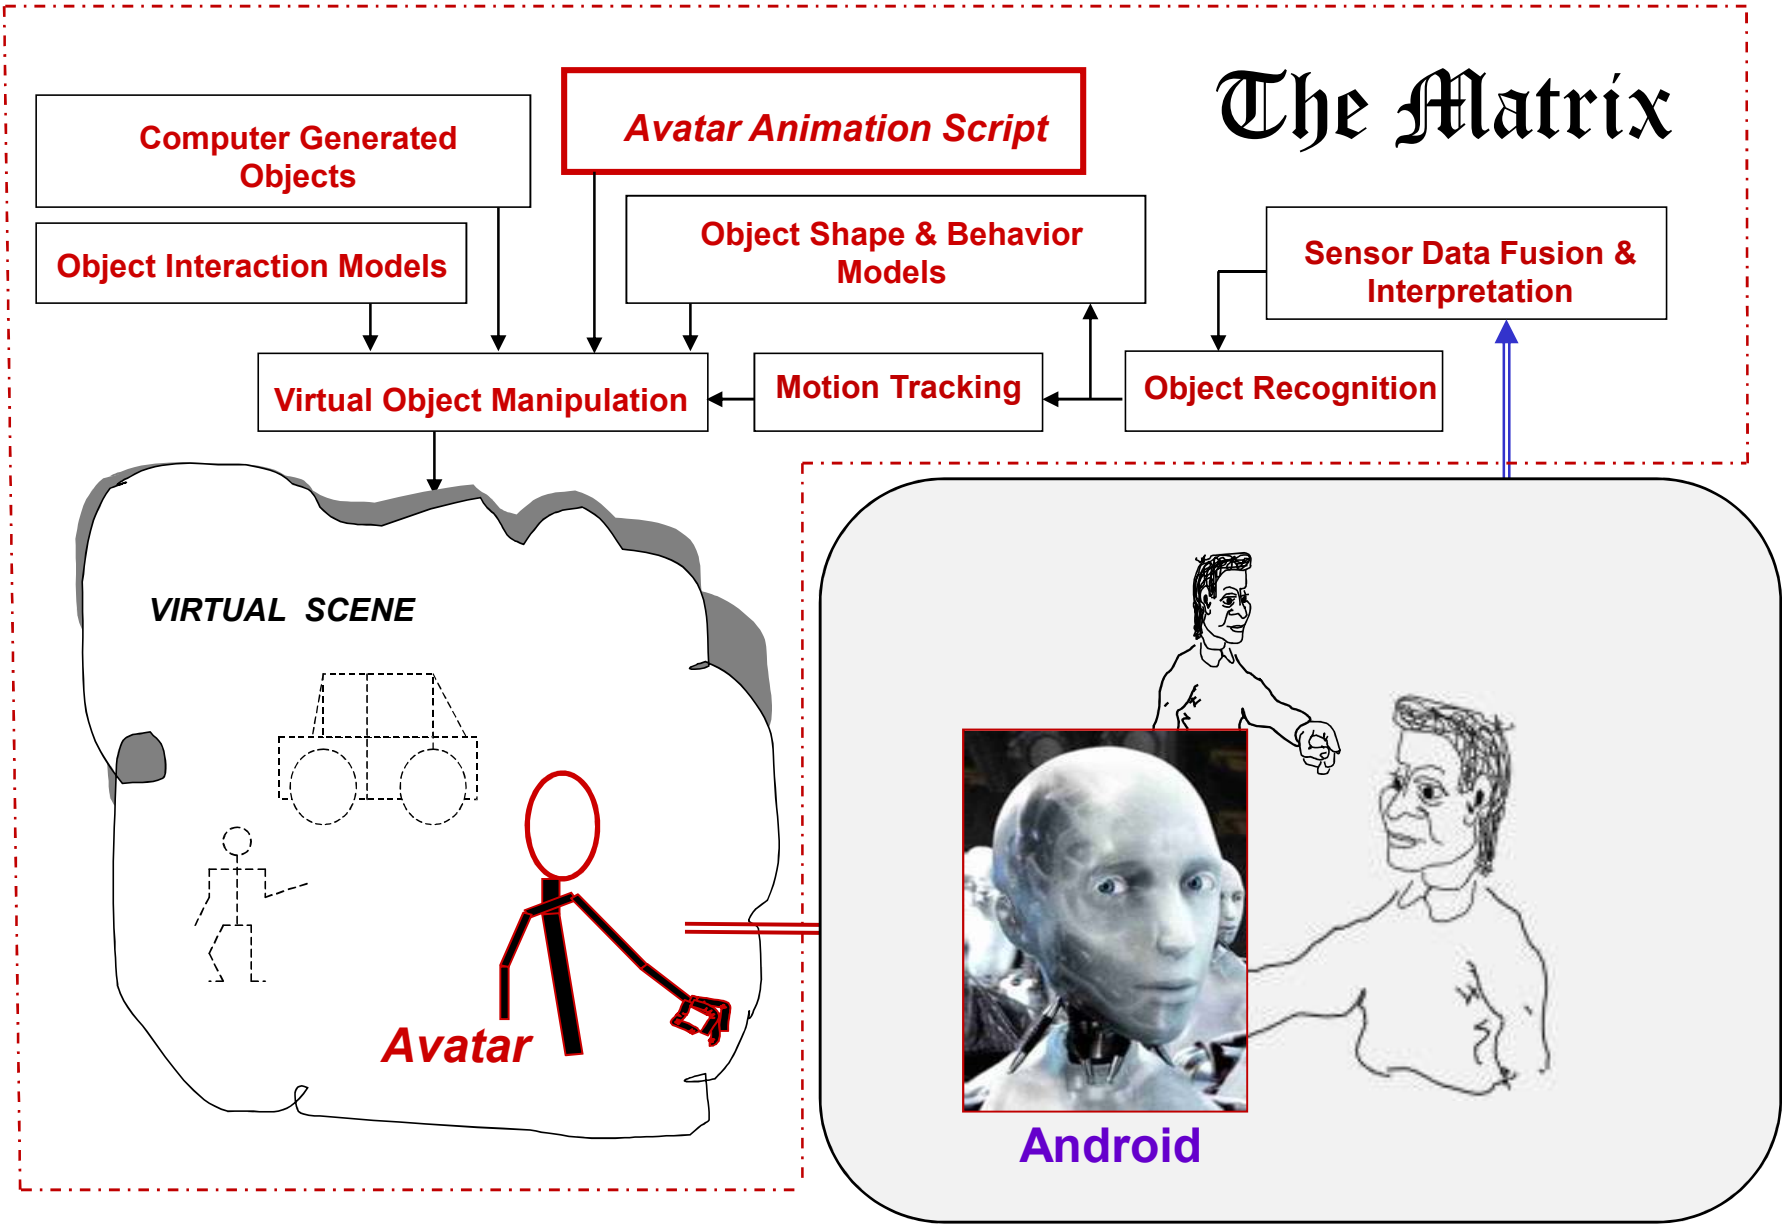 The Matrix
Avatar Animation Script
Computer Generated
Objects
Object Shape & Behavior
Models
Object Interaction Models
Sensor Data Fusion &
Interpretation
Virtual Object Manipulation
Motion Tracking
Object Recognition
VIRTUAL SCENE
Avatar
Android